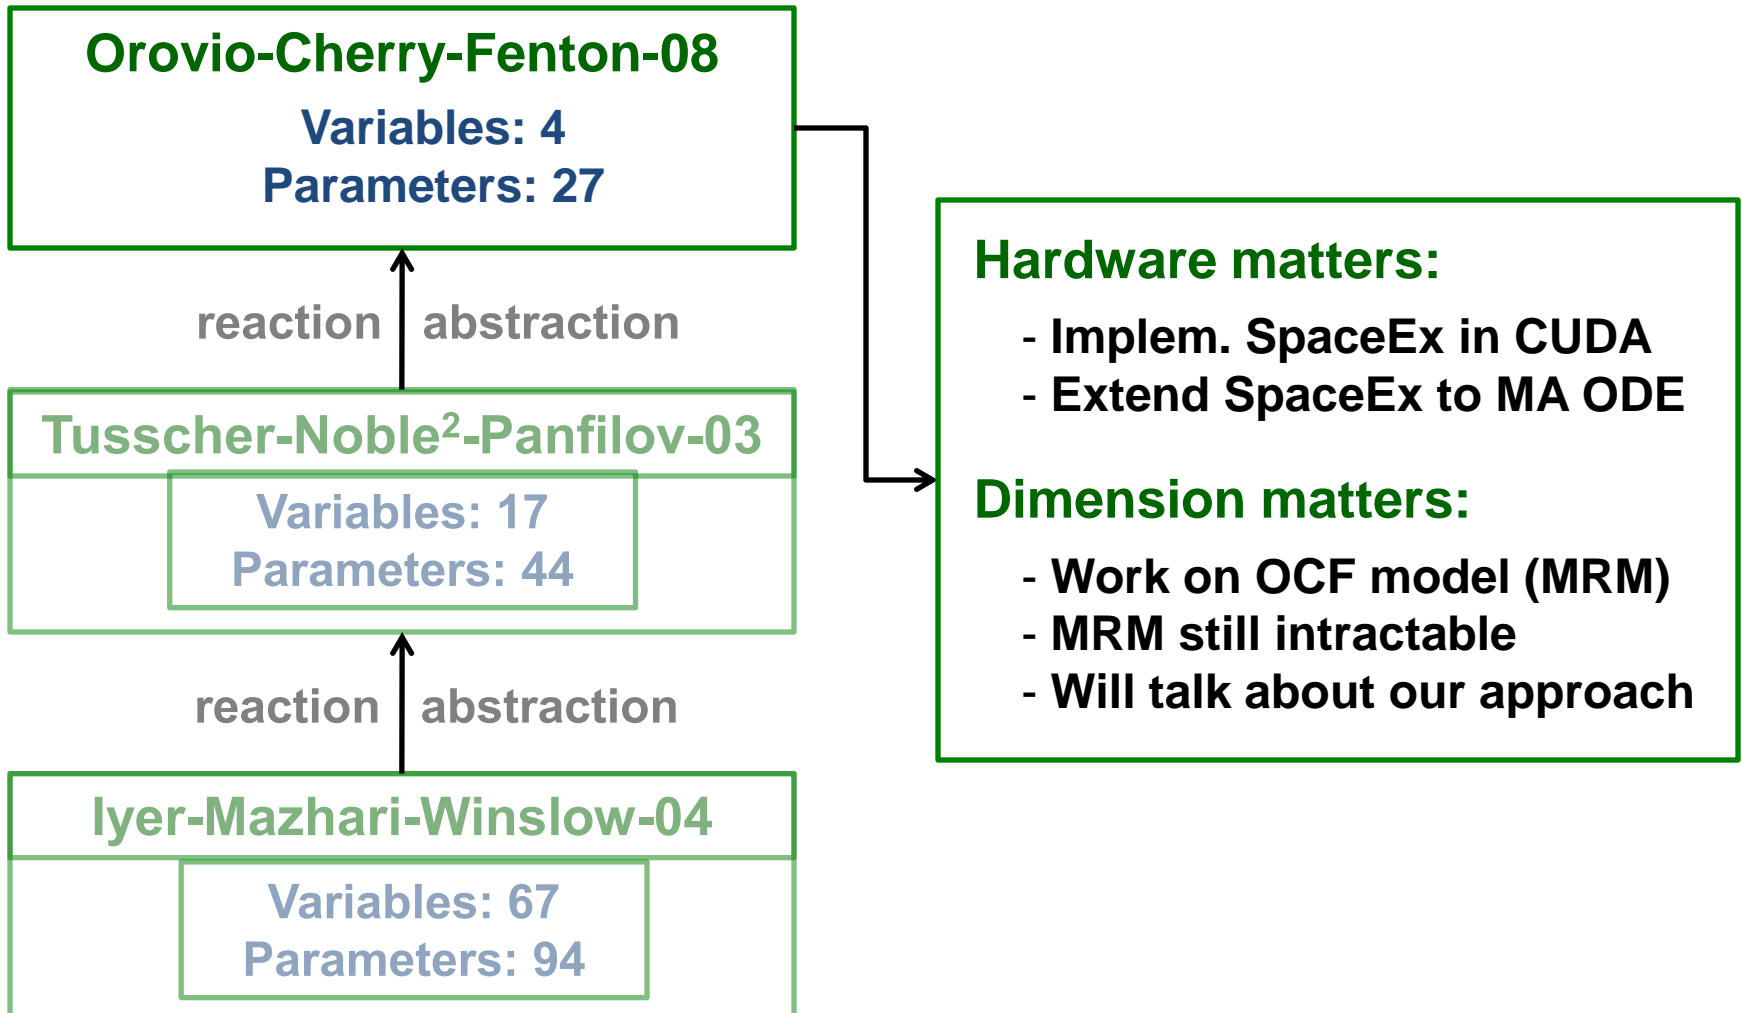 Orovio-Cherry-Fenton-08
Variables: 4
Parameters: 27
reaction abstraction
Tusscher-Noble²-Panfilov-03
Variables: 17
Parameters: 44
reaction abstraction
Iyer-Mazhari-Winslow-04
Variables: 67
Parameters: 94
Hardware matters:
- Implem. SpaceEx in CUDA
- Extend SpaceEx to MA ODE
Dimension matters:
- Work on OCF model (MRM)
- MRM still intractable
- Will talk about our approach